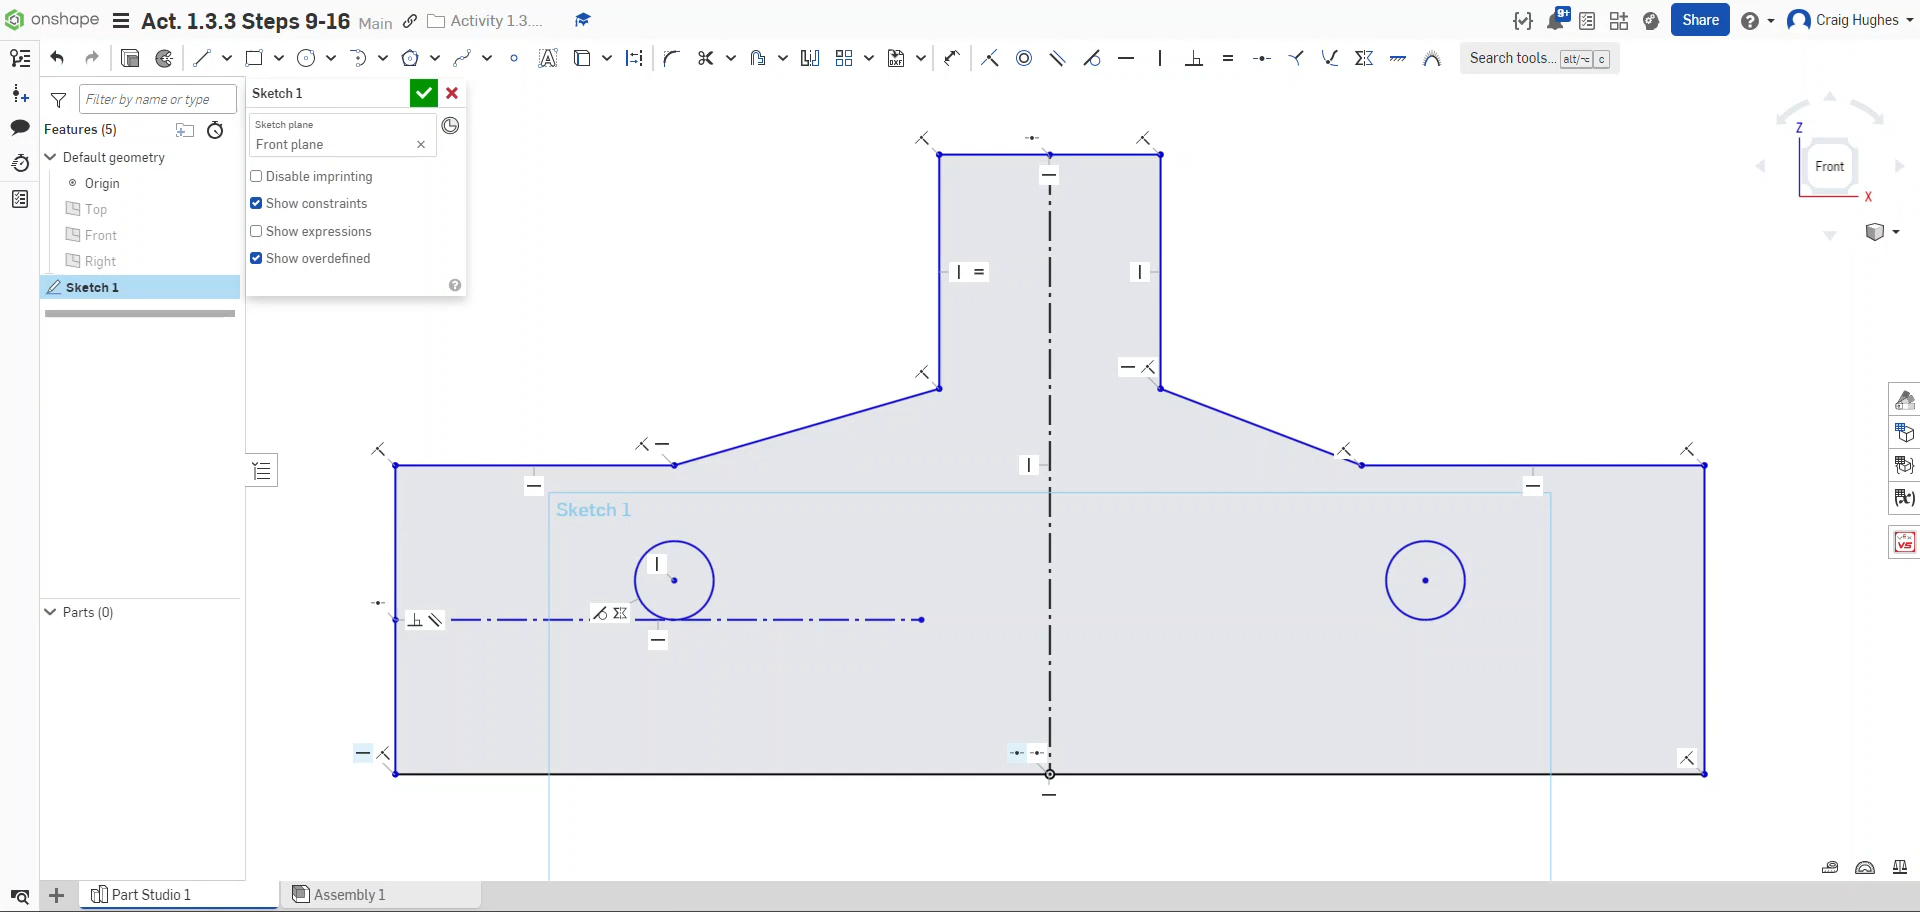 onshape Act. 1.3.3 Steps 9-16 Main Activity 1.3.... 9+ Share Craig Hughes
Search tools... alt/⌥ c
Filter by name or type
Features (5)
Default geometry
Origin
Top
Front
Right
Sketch 1
Parts (0)
Sketch 1
Sketch plane
Front plane
Disable imprinting
Show constraints
Show expressions
Show overdefined
Sketch 1
Z
Front
X
Part Studio 1
Assembly 1